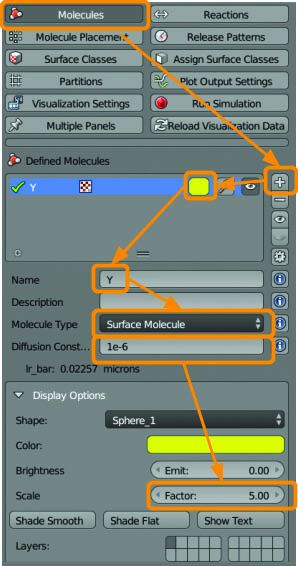 Molecules Reactions
Molecule Placement Release Patterns
Surface Classes Assign Surface Classes
Partitions Plot Output Settings
Visualization Settings Run Simulation
Multiple Panels Reload Visualization Data
Defined Molecules
Y
Name Y
Description
Molecule Type Surface Molecule
Diffusion Const... 1e-6
lr_bar: 0.02257 microns
Display Options
Shape: Sphere_1
Color:
Brightness Emit: 0.00
Scale Factor: 5.00
Shade Smooth Shade Flat Show Text
Layers: